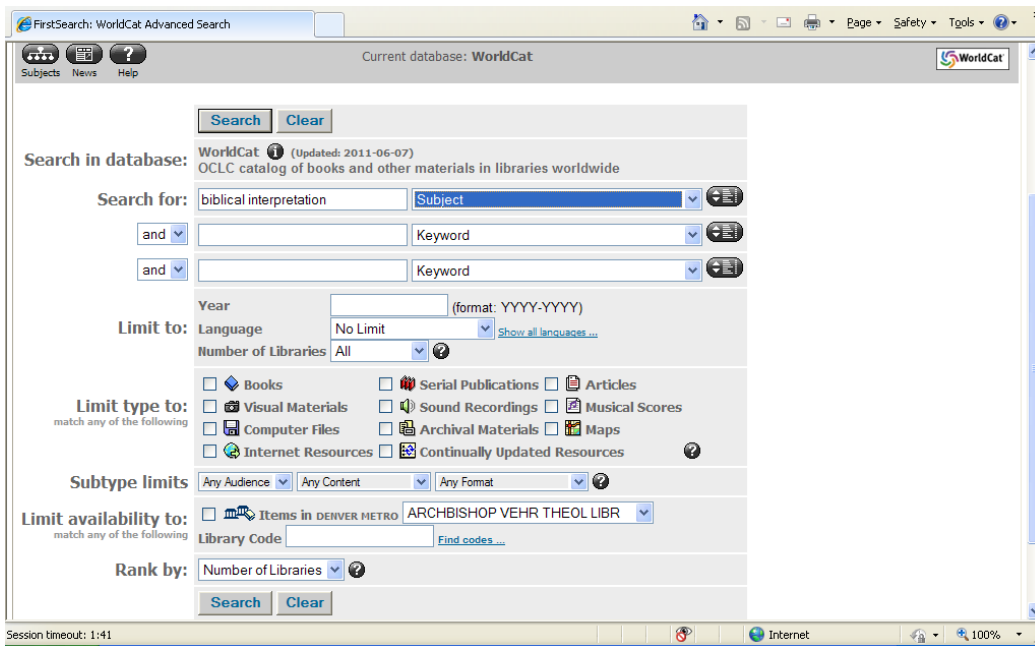 FirstSearch: WorldCat Advanced Search
Page Safety Tools
Subjects News Help
Current database: WorldCat
WorldCat
Search Clear
Search in database: WorldCat (Updated: 2011-06-07)
OCLC catalog of books and other materials in libraries worldwide
Search for: biblical interpretation Subject
and Keyword
and Keyword
Year (format: YYYY-YYYY)
Limit to: Language No Limit Show all languages ...
Number of Libraries All
Books Serial Publications Articles
Limit type to: Visual Materials Sound Recordings Musical Scores
match any of the following
Computer Files Archival Materials Maps
Internet Resources Continually Updated Resources
Subtype limits Any Audience Any Content Any Format
Limit availability to: Items in DENVER METRO ARCHBISHOP VEHR THEOL LIBR
match any of the following
Library Code Find codes ...
Rank by: Number of Libraries
Search Clear
Session timeout: 1:41 Internet 100%